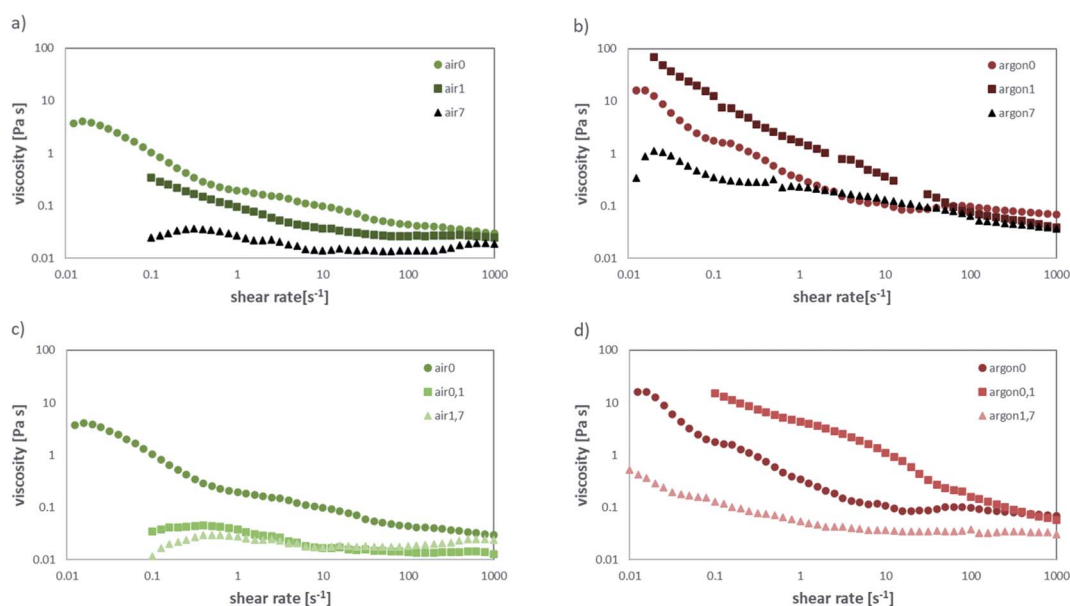 a)
100
10
1
0.1
0.01
viscosity [Pa s]
air0
air1
air7
0.01 0.1 1 10 100 1000
shear rate[s-1]
b)
100
10
1
0.1
0.01
viscosity [Pa s]
argon0
argon1
argon7
0.01 0.1 1 10 100 1000
shear rate [s-1]
c)
100
10
1
0.1
0.01
viscosity [Pa s]
air0
air0,1
air1,7
0.01 0.1 1 10 100 1000
shear rate [s-1]
d)
100
10
1
0.1
0.01
viscosity [Pa s]
argon0
argon0,1
argon1,7
0.01 0.1 1 10 100 1000
shear rate [s-1]